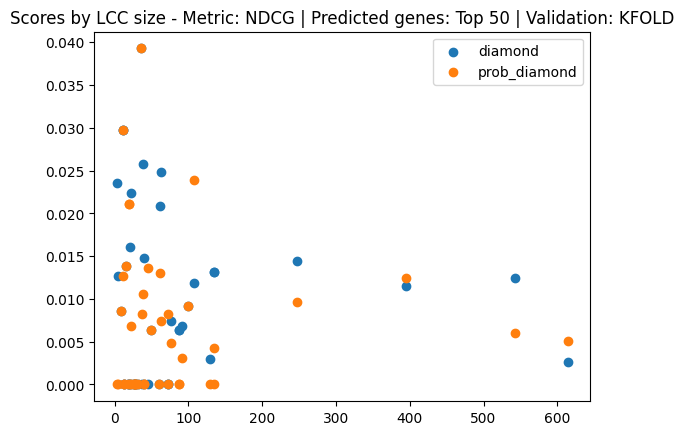 Scores by LCC size - Metric: NDCG | Predicted genes: Top 50 | Validation: KFOLD
diamond
prob_diamond
0.040
0.035
0.030
0.025
0.020
0.015
0.010
0.005
0.000
0 100 200 300 400 500 600